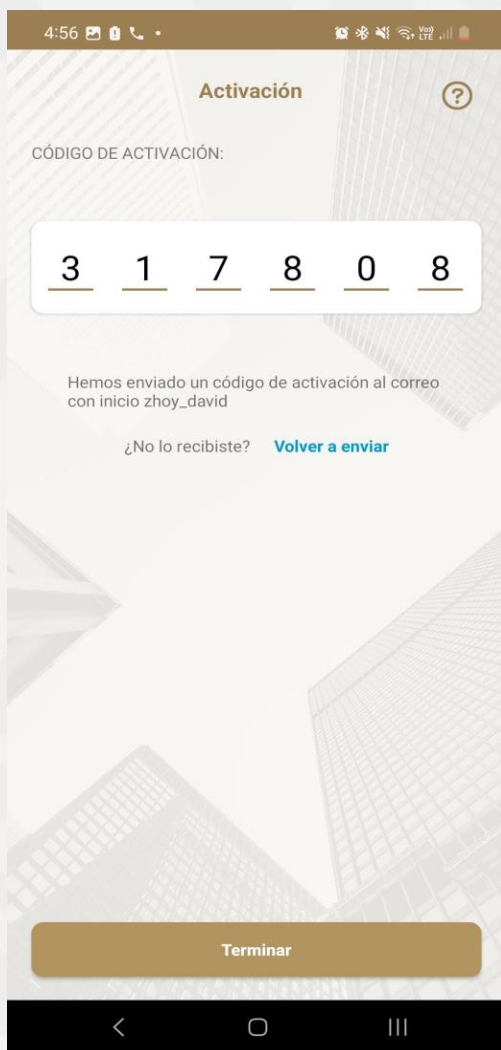 4:56
Activación
CÓDIGO DE ACTIVACIÓN:
3 1 7 8 0 8
Hemos enviado un código de activación al correo
con inicio zhoy_david
¿No lo recibiste? Volver a enviar
Terminar